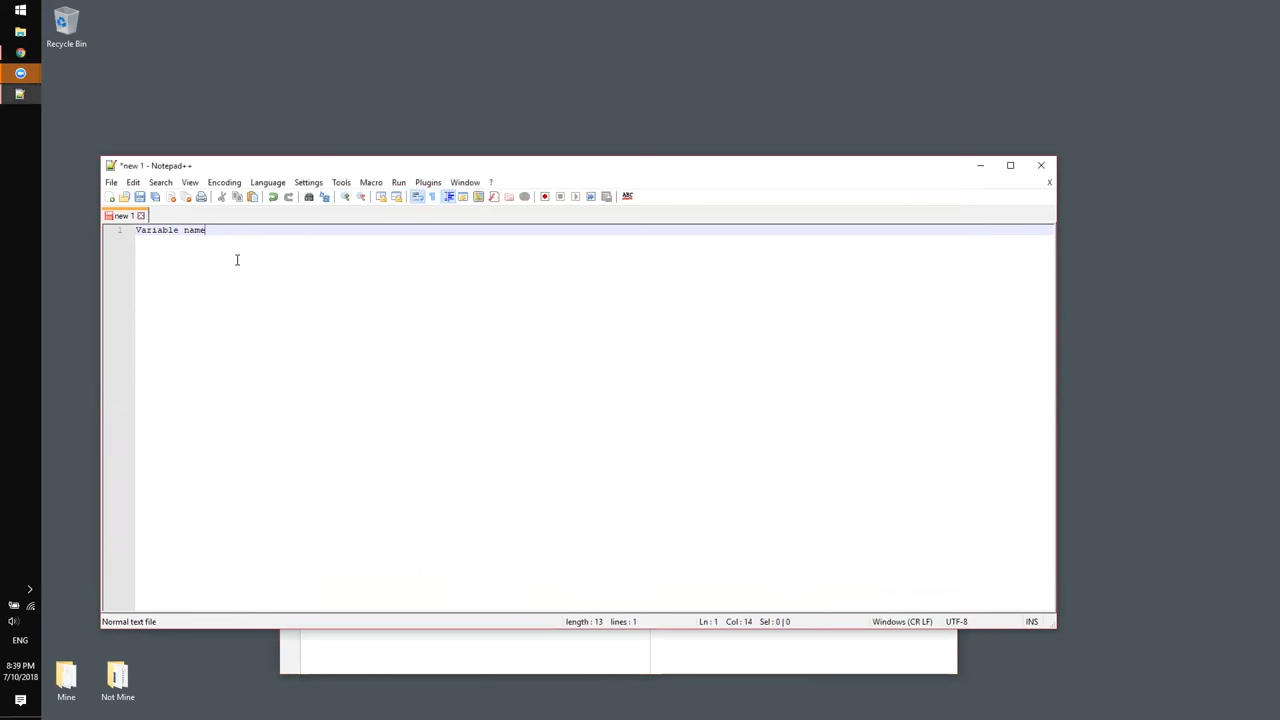 Recycle Bin
*new 1 - Notepad++
File Edit Search View Encoding Language Settings Tools Macro Run Plugins Window ? X
ABC
new 1
1 Variable name
Normal text file length : 13 lines : 1 Ln : 1 Col : 14 Sel : 0 | 0 Windows (CR LF) UTF-8 INS
ENG
8:39 PM
7/10/2018
Mine
Not Mine